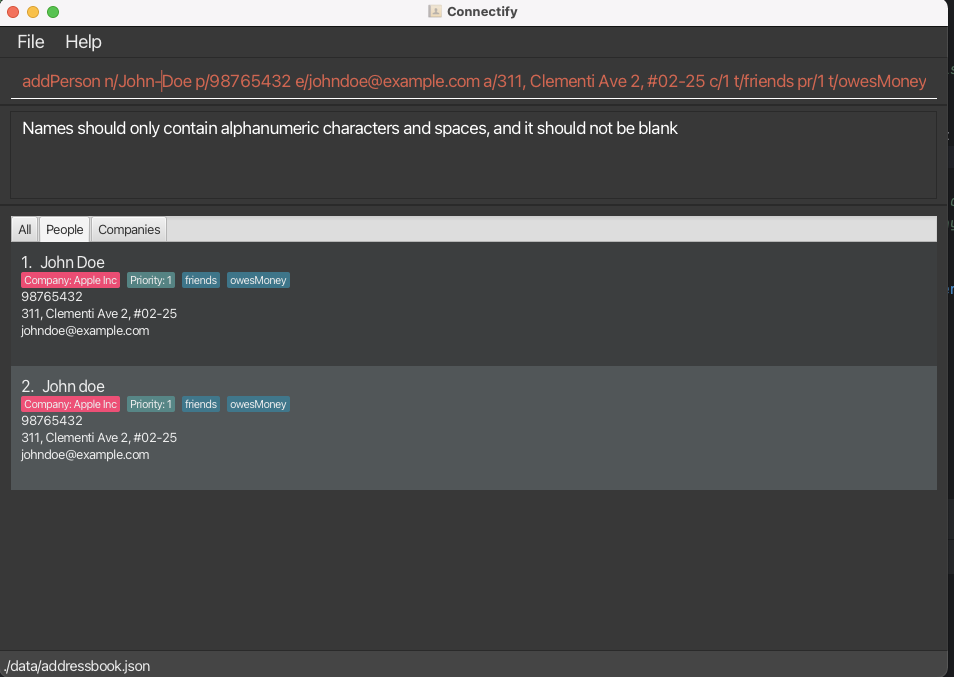 Connectify
File Help
addPerson n/John-Doe p/98765432 e/johndoe@example.com a/311, Clementi Ave 2, #02-25 c/1 t/friends pr/1 t/owesMoney
Names should only contain alphanumeric characters and spaces, and it should not be blank
All People Companies
1. John Doe
Company: Apple Inc Priority: 1 friends owesMoney
98765432
311, Clementi Ave 2, #02-25
johndoe@example.com
2. John doe
Company: Apple Inc Priority: 1 friends owesMoney
98765432
311, Clementi Ave 2, #02-25
johndoe@example.com
./data/addressbook.json